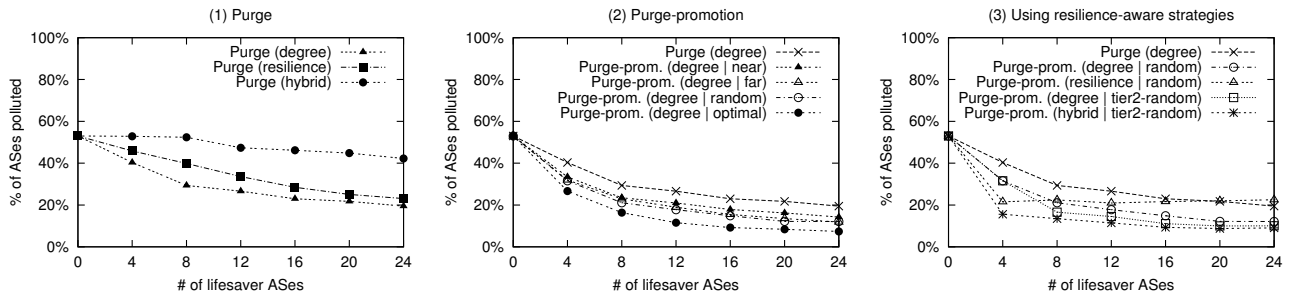 (1) Purge
100%
80%
60%
40%
20%
0%
% of ASes polluted
Purge (degree)
Purge (resilience)
Purge (hybrid)
0 4 8 12 16 20 24
# of lifesaver ASes
(2) Purge-promotion
100%
80%
60%
40%
20%
0%
% of ASes polluted
Purge (degree)
Purge-prom. (degree | near)
Purge-prom. (degree | far)
Purge-prom. (degree | random)
Purge-prom. (degree | optimal)
0 4 8 12 16 20 24
# of lifesaver ASes
(3) Using resilience-aware strategies
100%
80%
60%
40%
20%
0%
% of ASes polluted
Purge (degree)
Purge-prom. (degree | random)
Purge-prom. (resilience | random)
Purge-prom. (degree | tier2-random)
Purge-prom. (hybrid | tier2-random)
0 4 8 12 16 20 24
# of lifesaver ASes